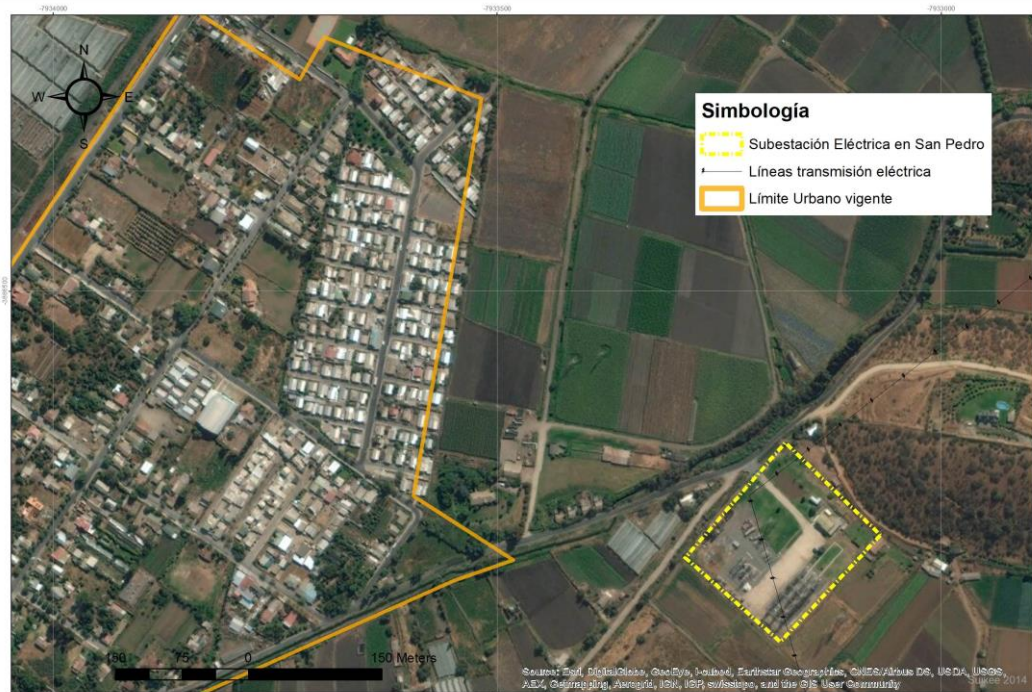 -7934000
-7933500
-7933000
N
W
E
S
Simbología
Subestación Eléctrica en San Pedro
Líneas transmisión eléctrica
Límite Urbano vigente
150 75 0 150 Meters
Source: Esri, DigitalGlobe, GeoEye, i-cubed, Earthstar Geographics, CNES/Airbus DS, USDA, USGS,
AEX, Getmapping, Aerogrid, IGN, IGP, swisstopo, and the GIS User Community
2014